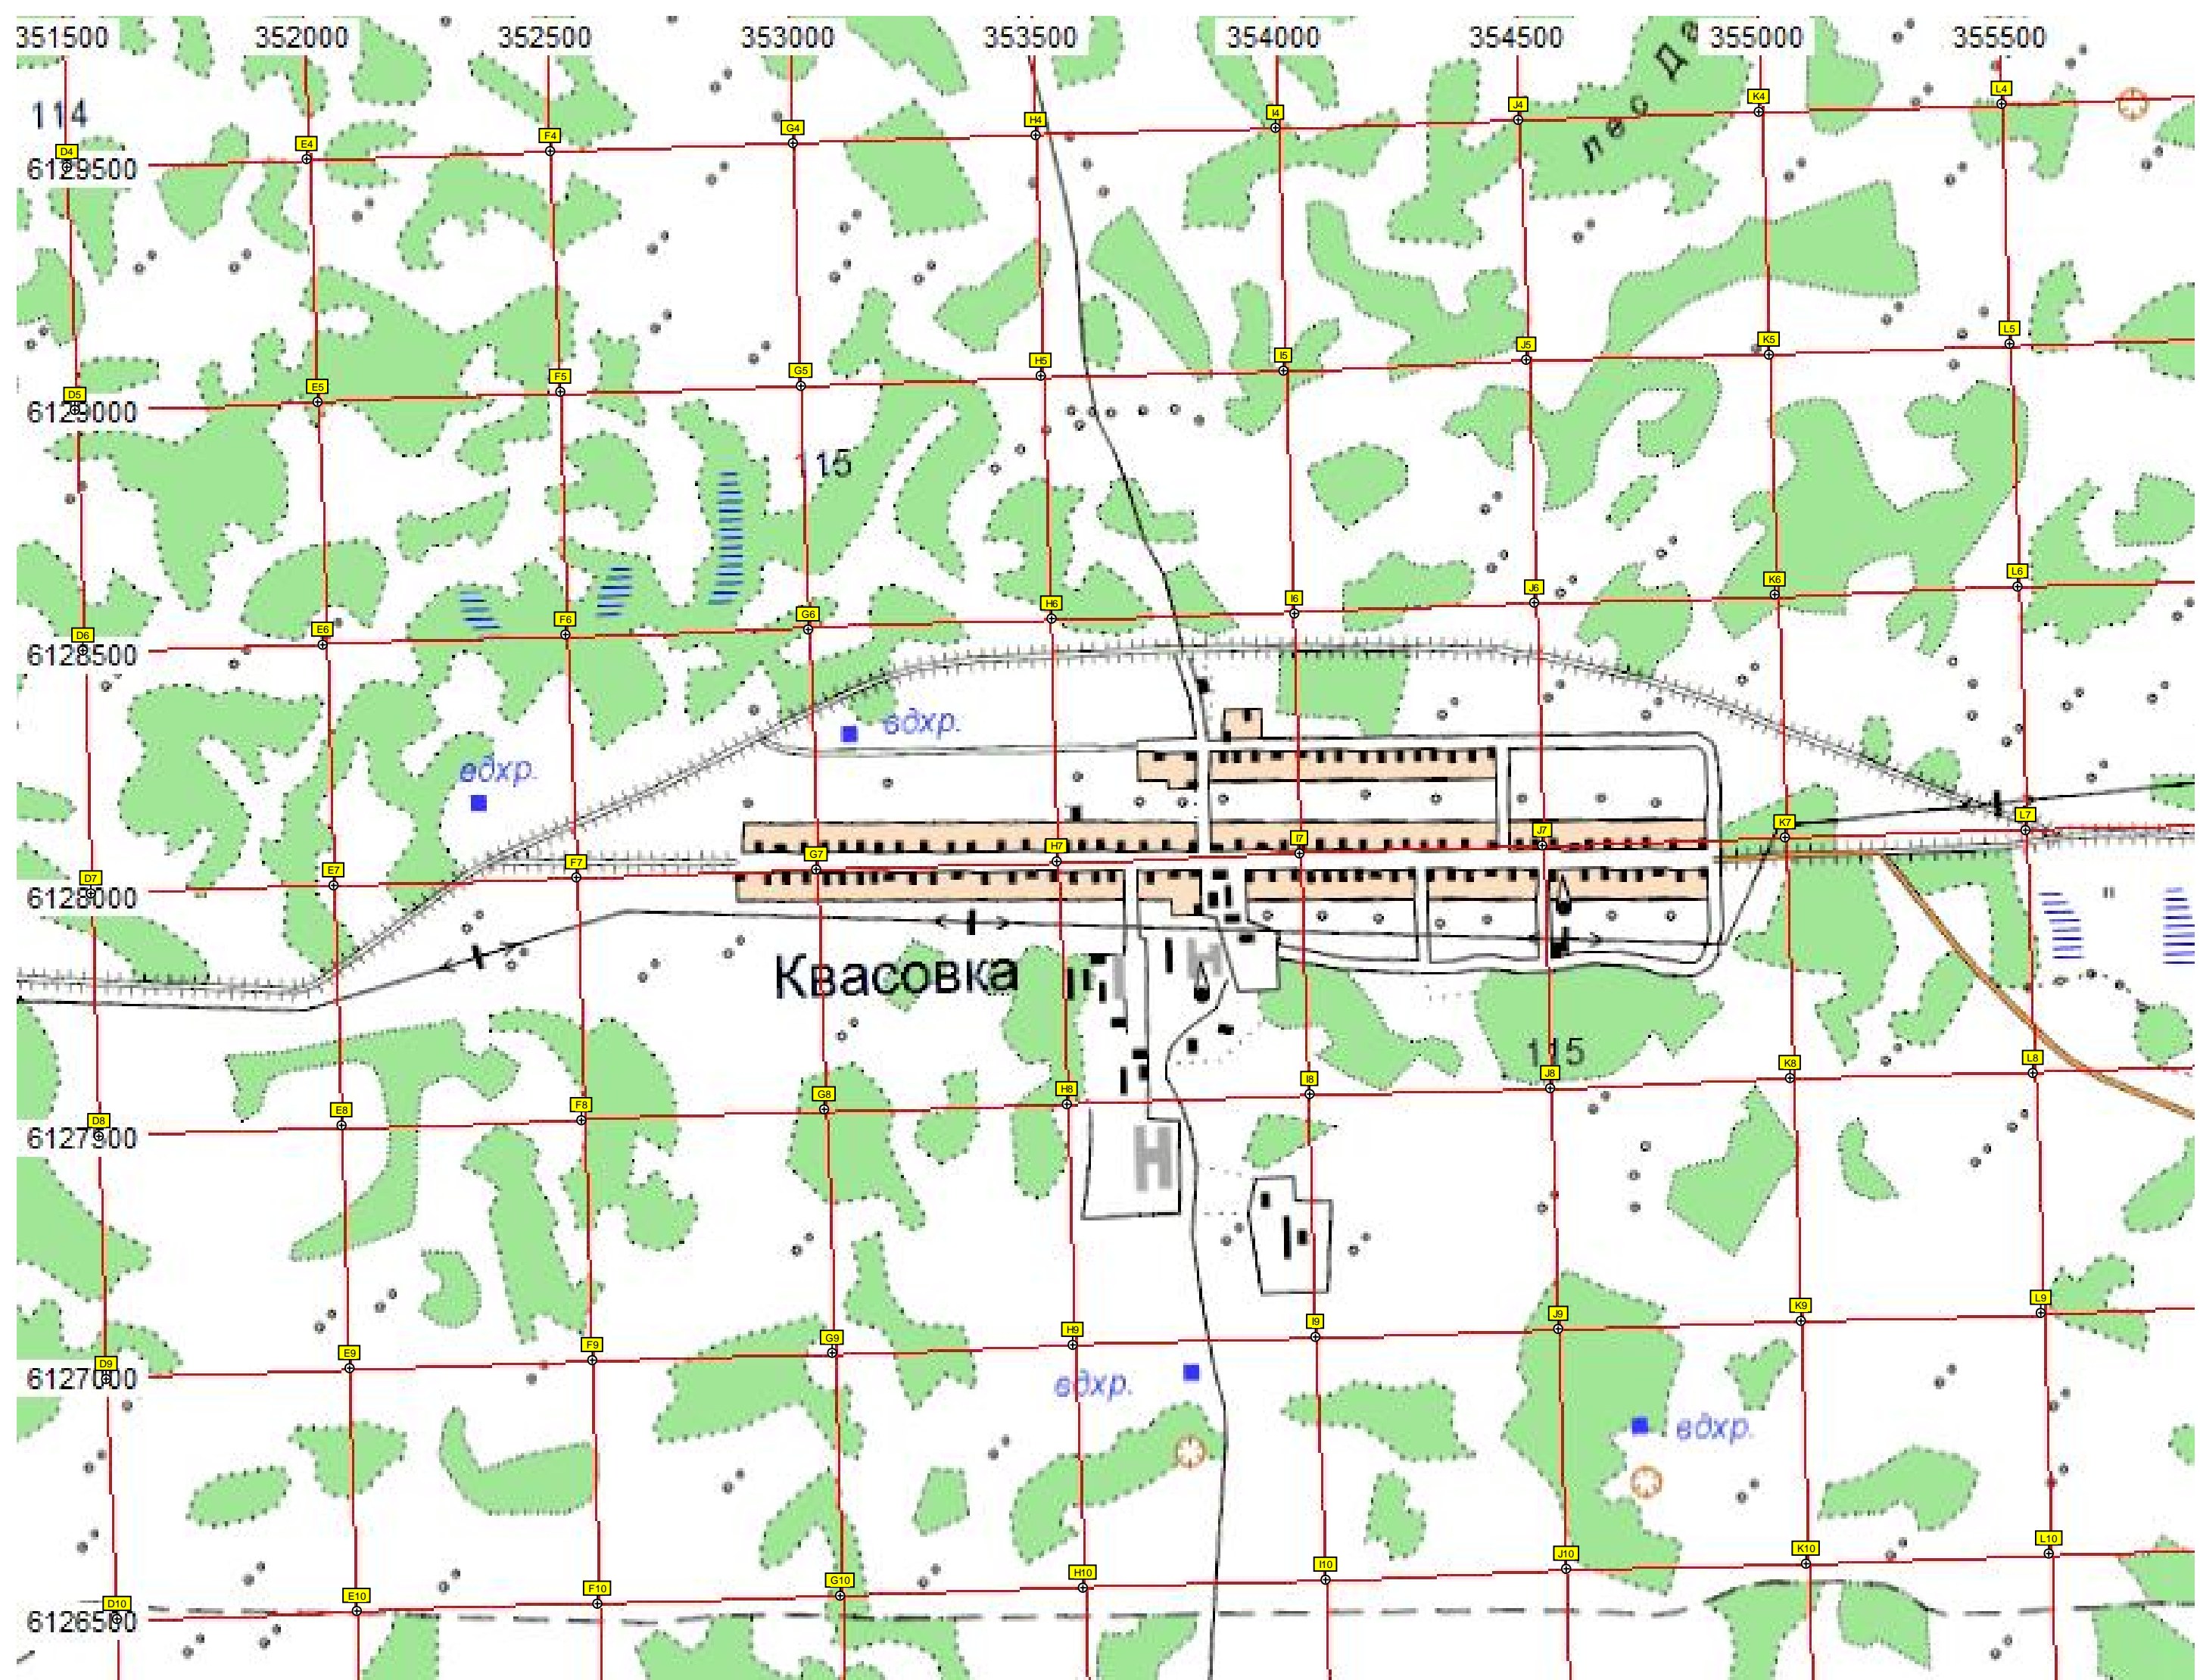 351500 352000 352500 353000 353500 354000 354500 355000 355500
лес Да
114
D4 E4 F4 G4 H4 I4 J4 K4 L4
6129500
D5 E5 F5 G5 H5 I5 J5 K5 L5
6129000
115
D6 E6 F6 G6 H6 I6 J6 K6 L6
6128500
вдхр.
вдхр.
D7 E7 F7 G7 H7 I7 J7 K7 L7
6128000
Квасовка
115
D8 E8 F8 G8 H8 I8 J8 K8 L8
6127500
D9 E9 F9 G9 H9 I9 J9 K9 L9
6127000
вдхр.
вдхр.
D10 E10 F10 G10 H10 I10 J10 K10 L10
6126500